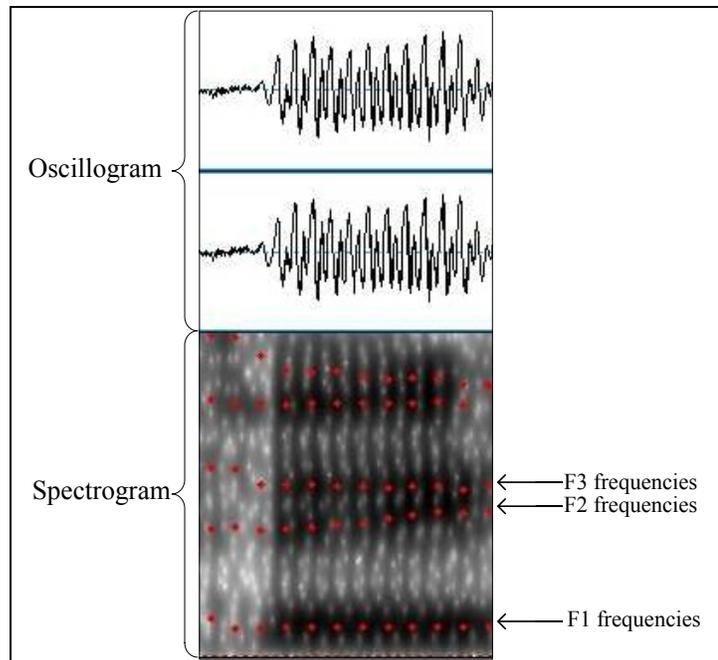 Oscillogram
Spectrogram
F3 frequencies
F2 frequencies
F1 frequencies